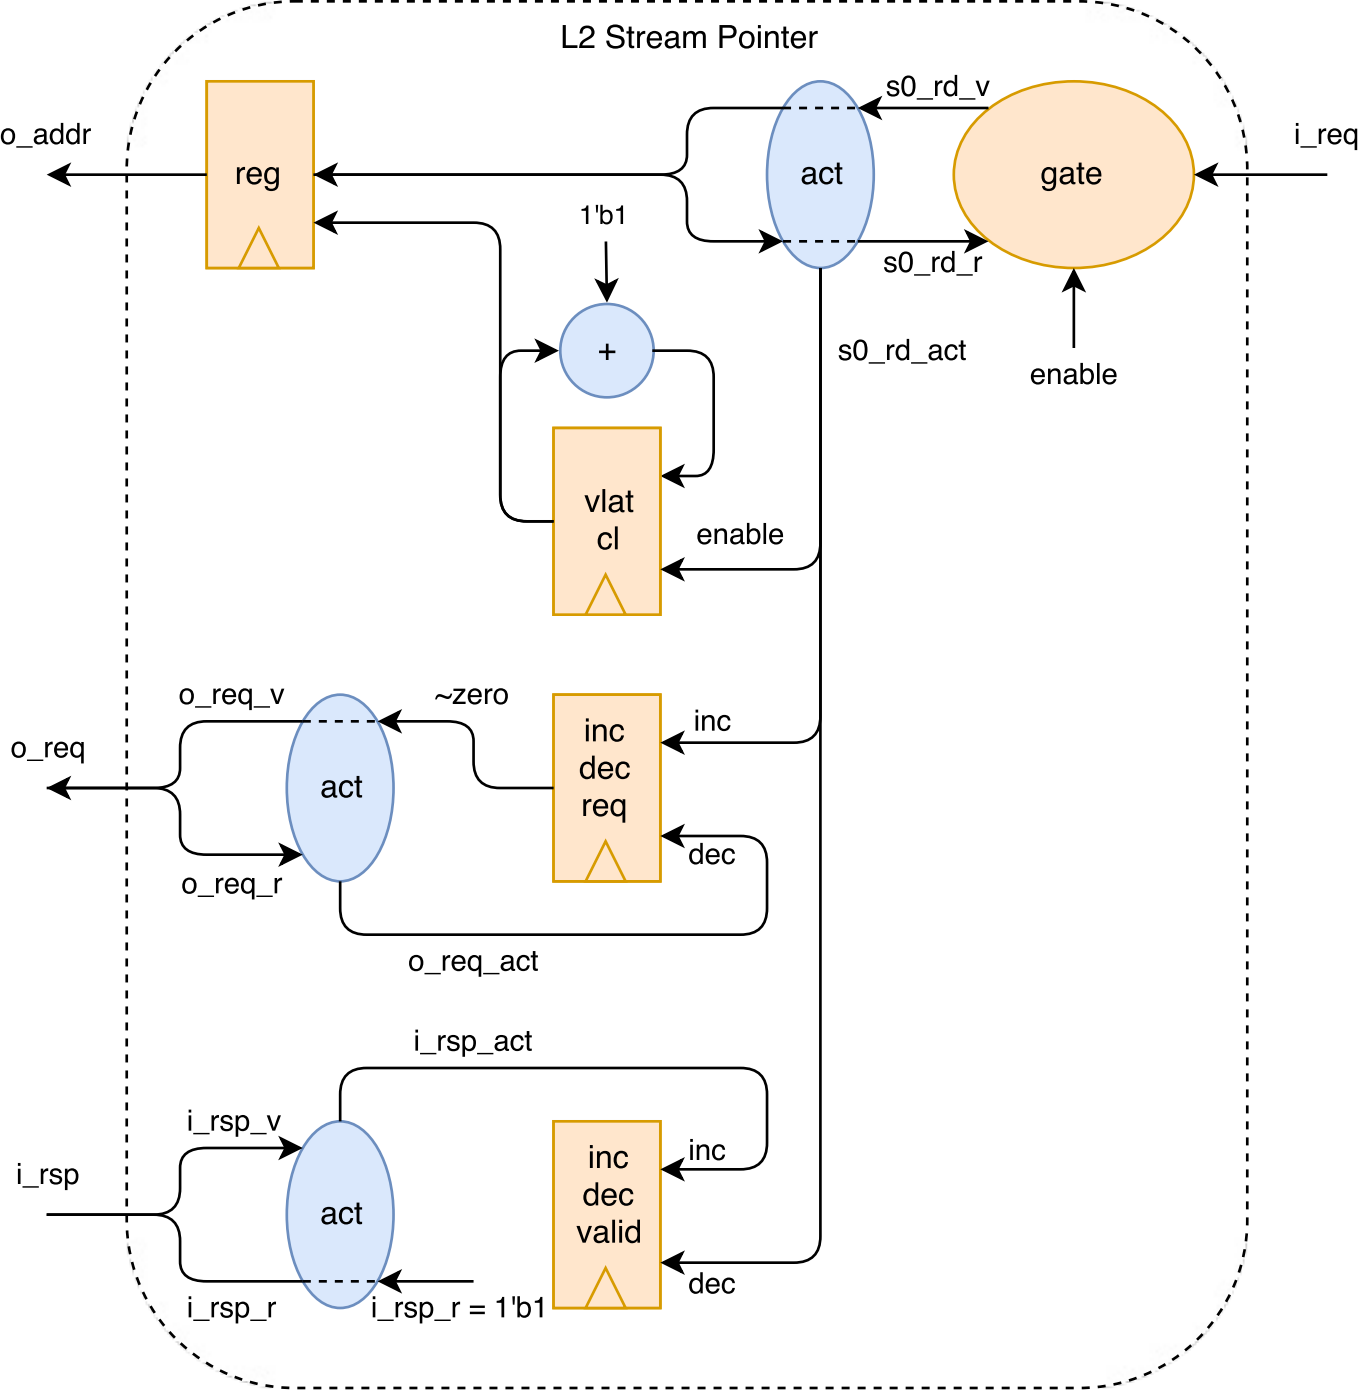 L2 Stream Pointer
s0_rd_v
o_addr
i_req
reg
act
gate
1'b1
s0_rd_r
+
s0_rd_act
enable
vlat
cl
enable
o_req_v
~zero
inc
inc
dec
req
o_req
act
dec
o_req_r
o_req_act
i_rsp_act
i_rsp_v
inc
inc
dec
valid
i_rsp
act
dec
i_rsp_r
i_rsp_r = 1'b1